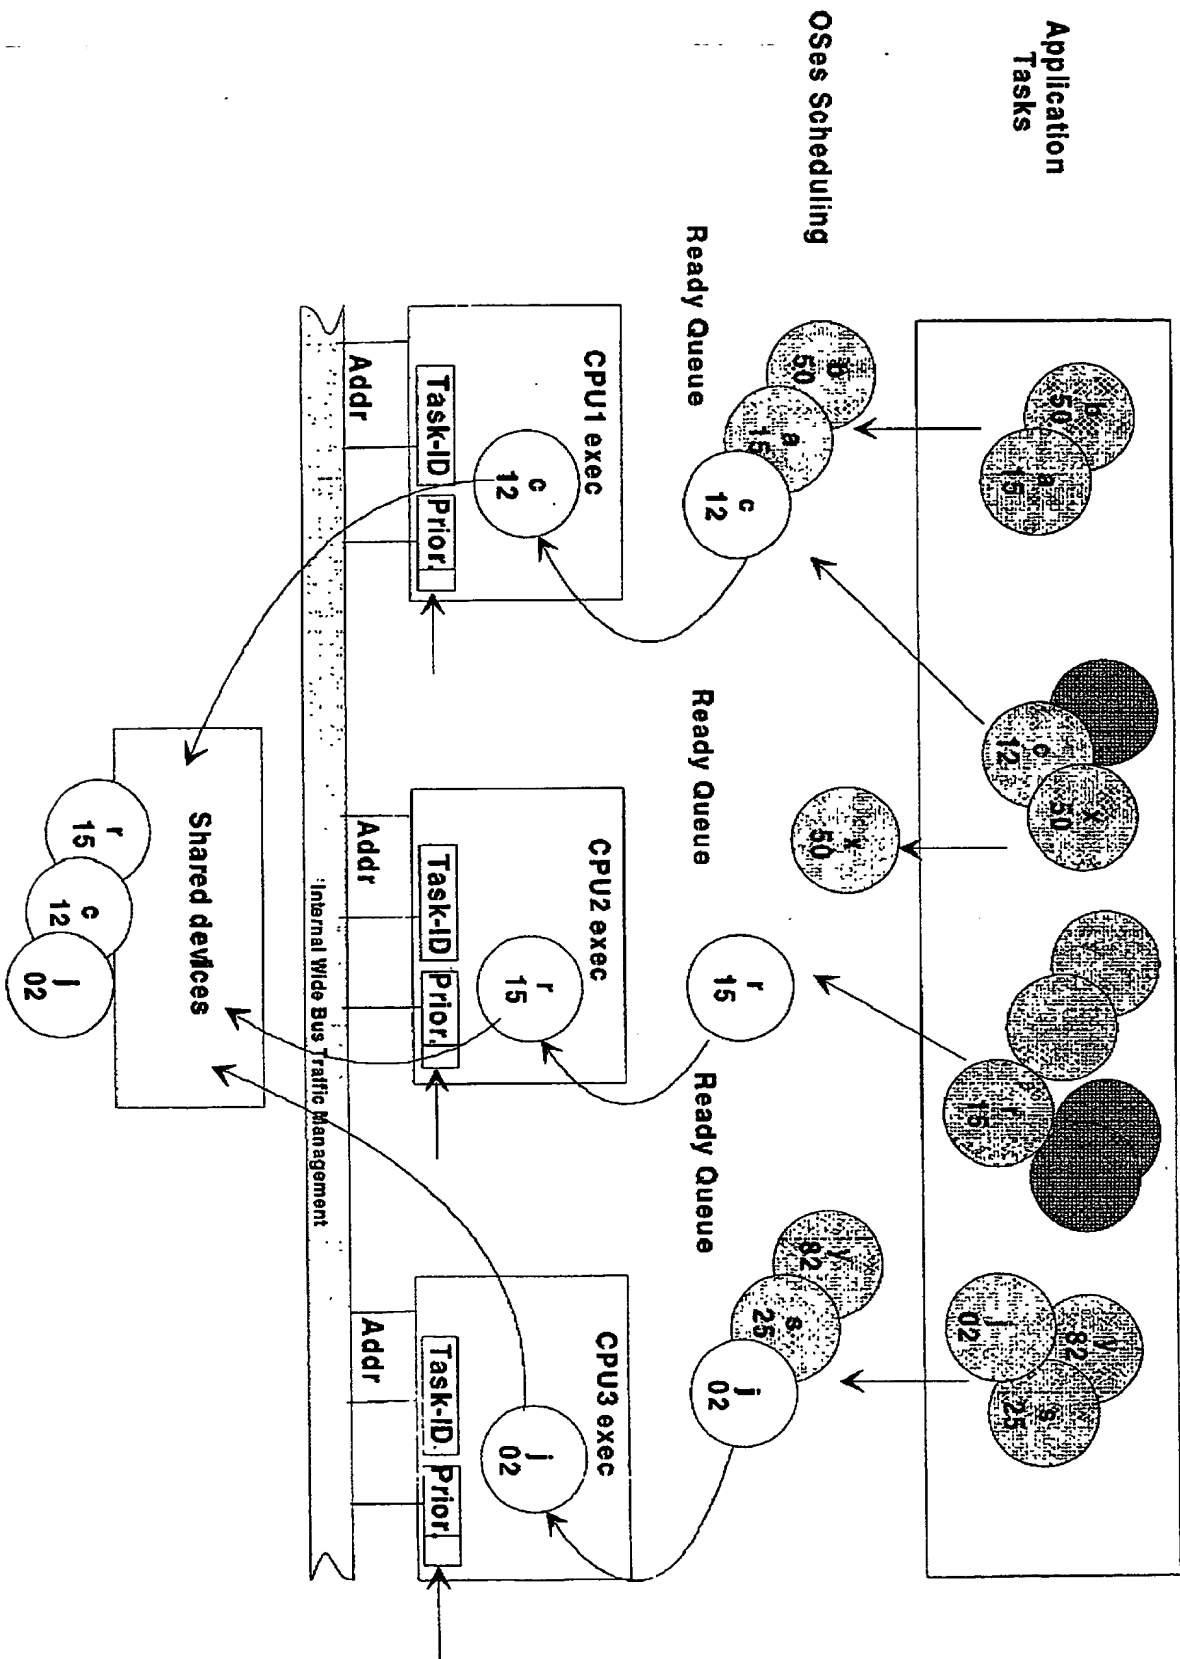 Application
Tasks
b
50
a
15
c
12
x
50
r
15
j
02
y
82
s
25
OSes Scheduling
b
50
a
15
c
12
x
50
r
15
y
82
s
25
j
02
Ready Queue
Ready Queue
Ready Queue
CPU1 exec
c
12
Task-ID
Prior.
CPU2 exec
r
15
Task-ID
Prior.
CPU3 exec
j
02
Task-ID.
Prior.
Addr
Addr
Addr
Internal Wide Bus Traffic Management
Shared devices
r
15
c
12
j
02